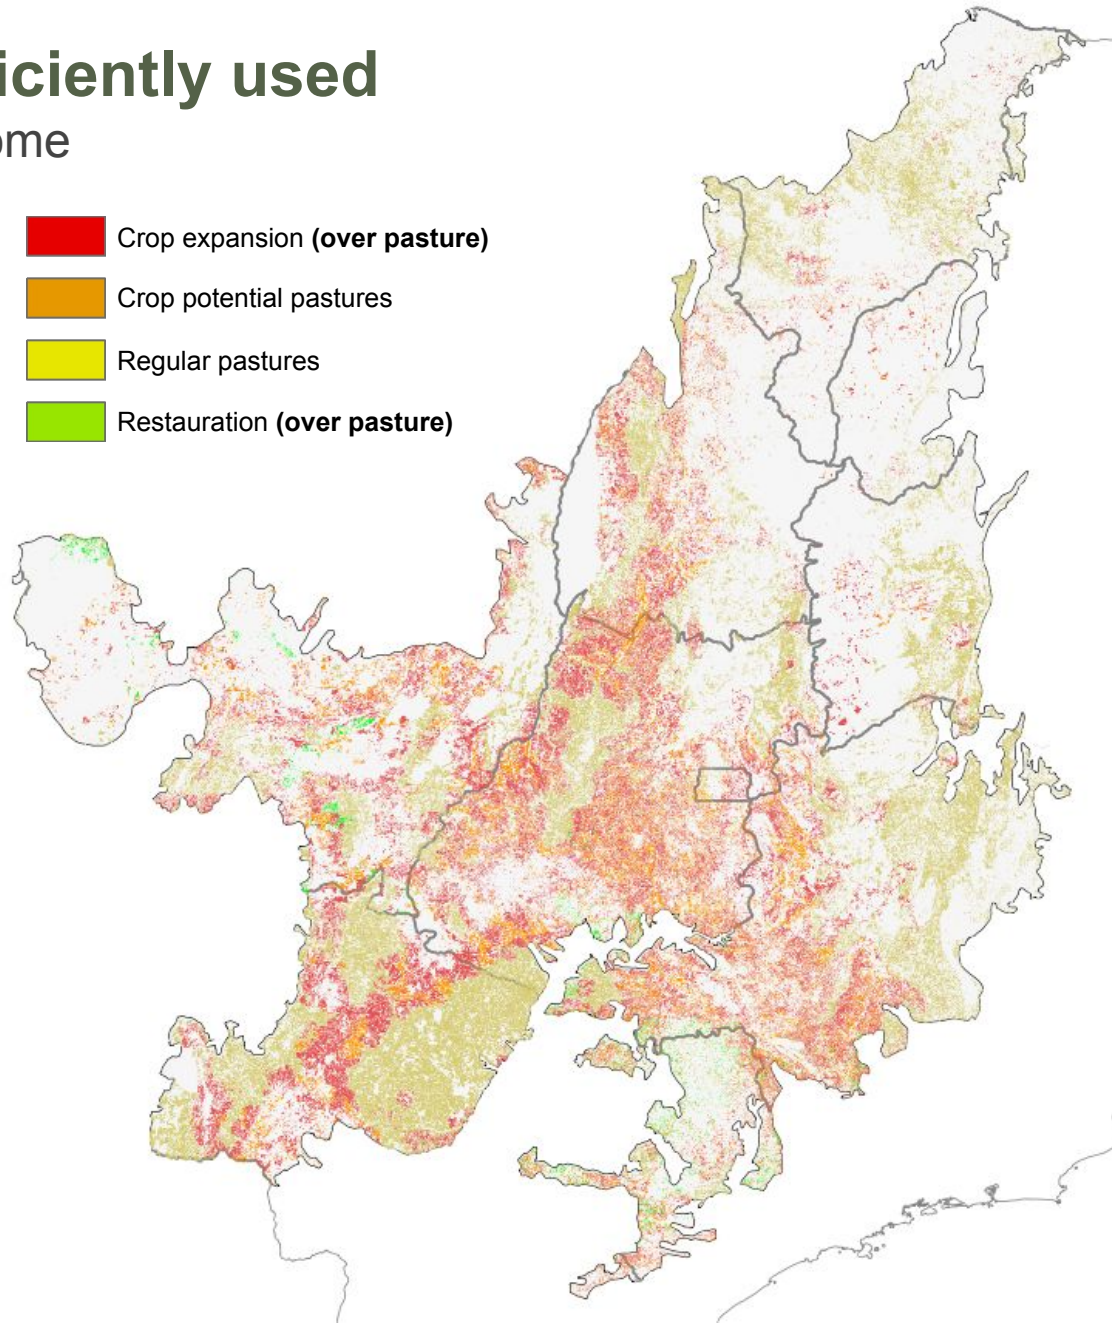 iciently used
ome
Crop expansion (over pasture)
Crop potential pastures
Regular pastures
Restauration (over pasture)